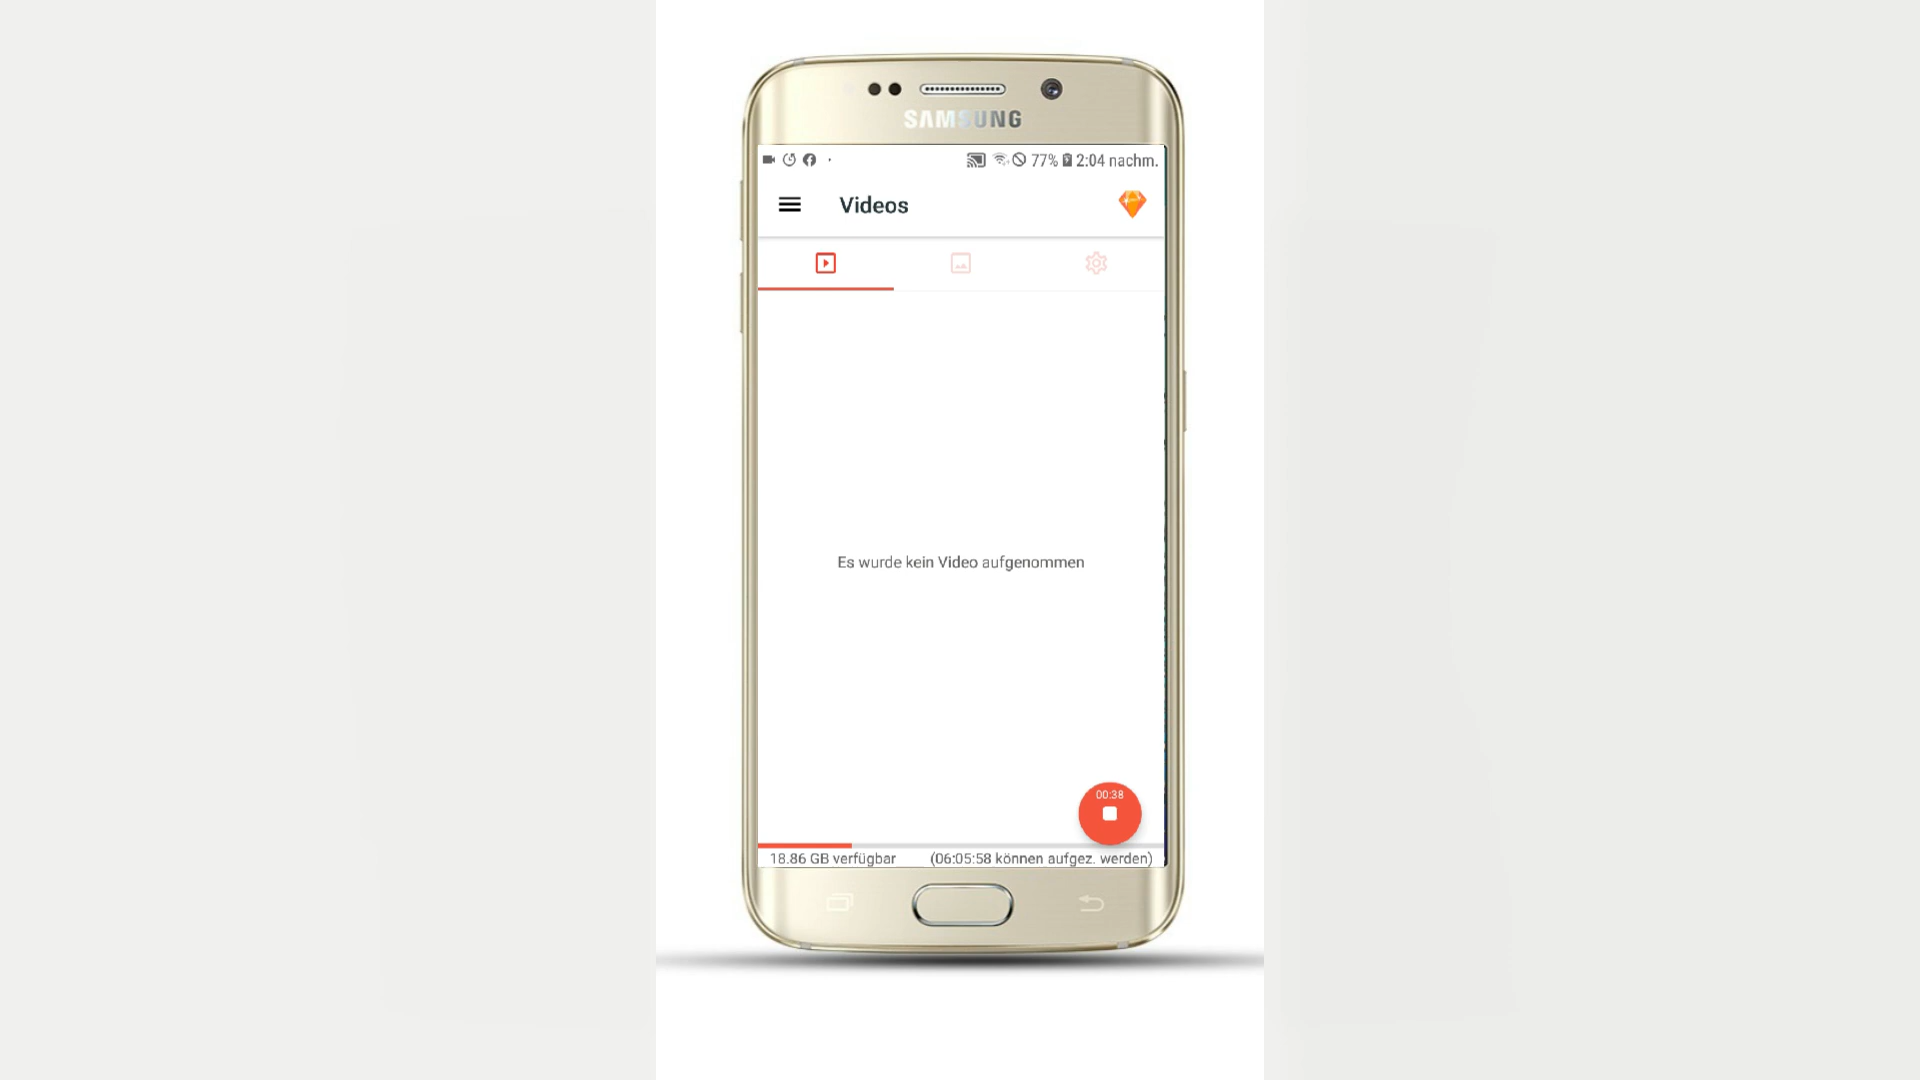 SAMSUNG
77% 2:04 nachm.
Videos
Es wurde kein Video aufgenommen
00:38
18.86 GB verfügbar (06:05:58 können aufgez. werden)